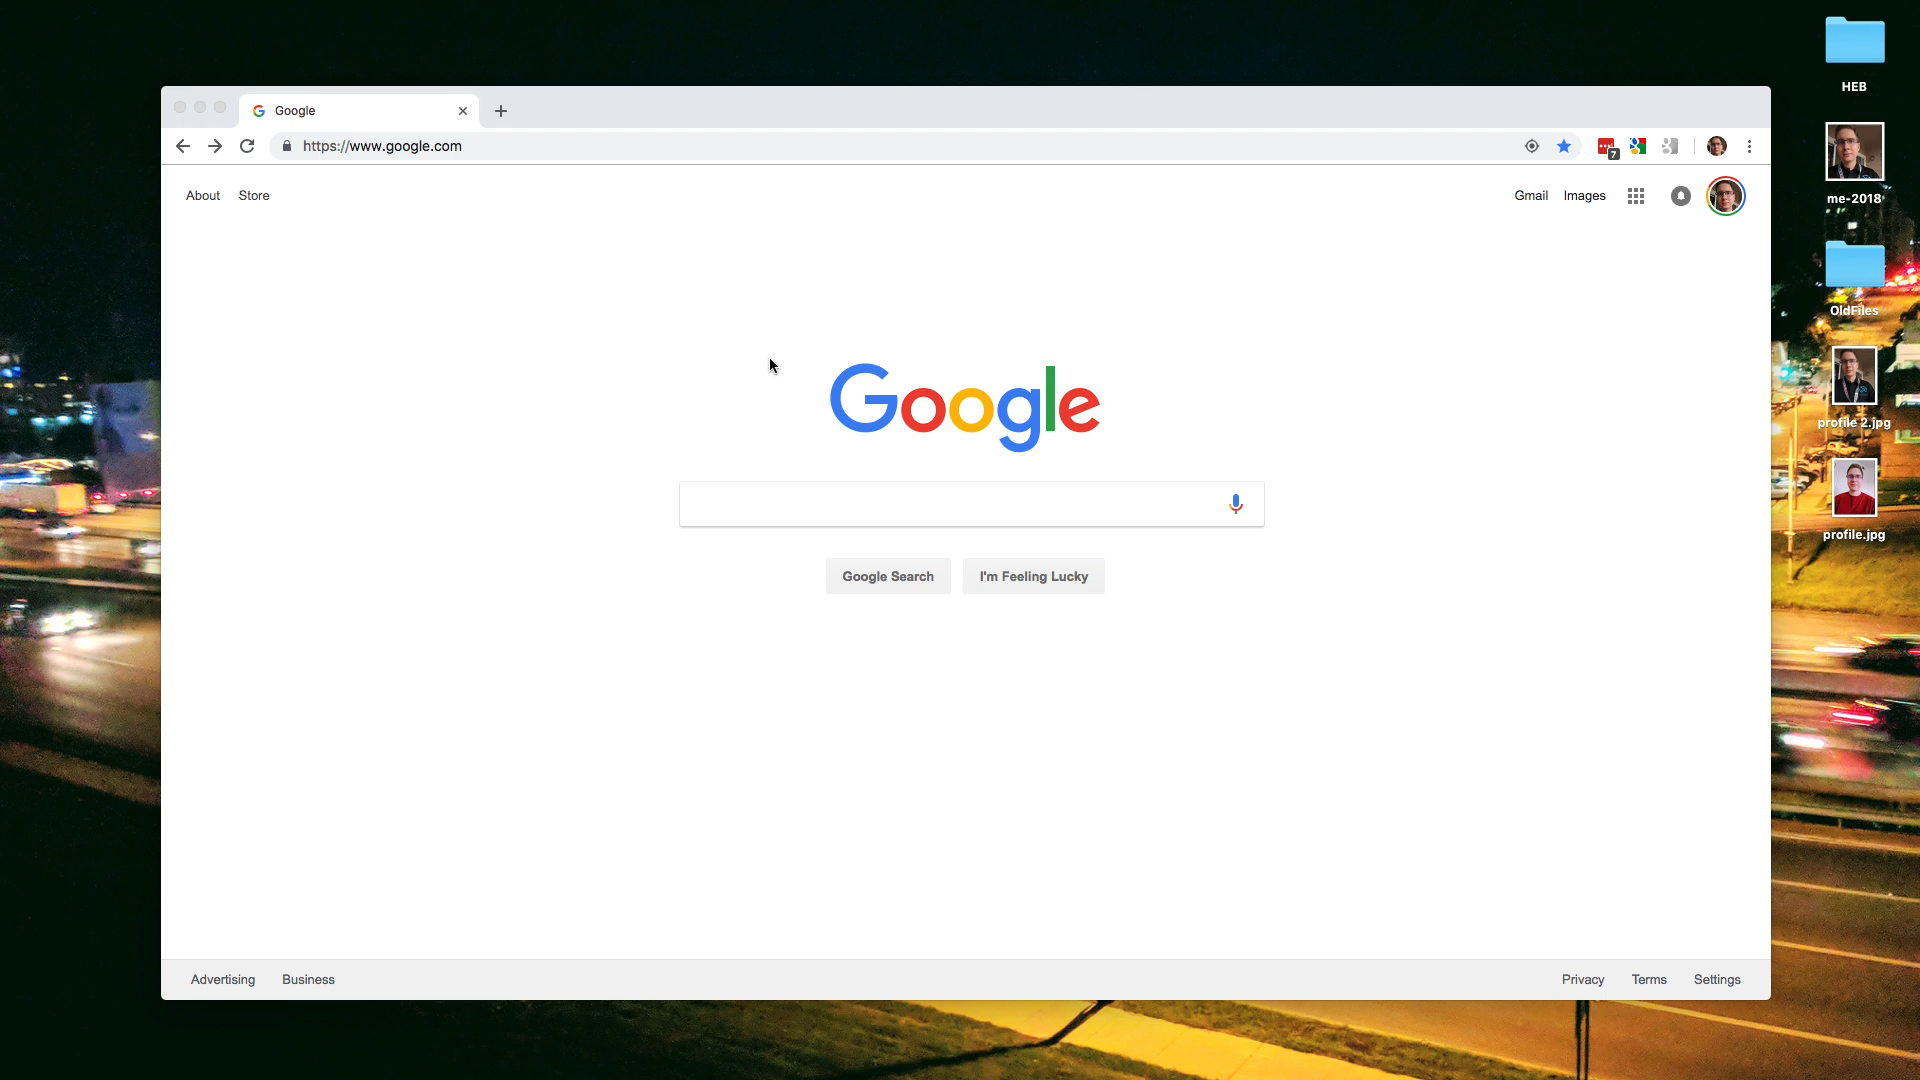 HEB
Google
https://www.google.com
7
me-2018
About Store
Gmail Images
OldFiles
Google
profile 2.jpg
profile.jpg
Google Search I'm Feeling Lucky
Advertising Business
Privacy Terms Settings